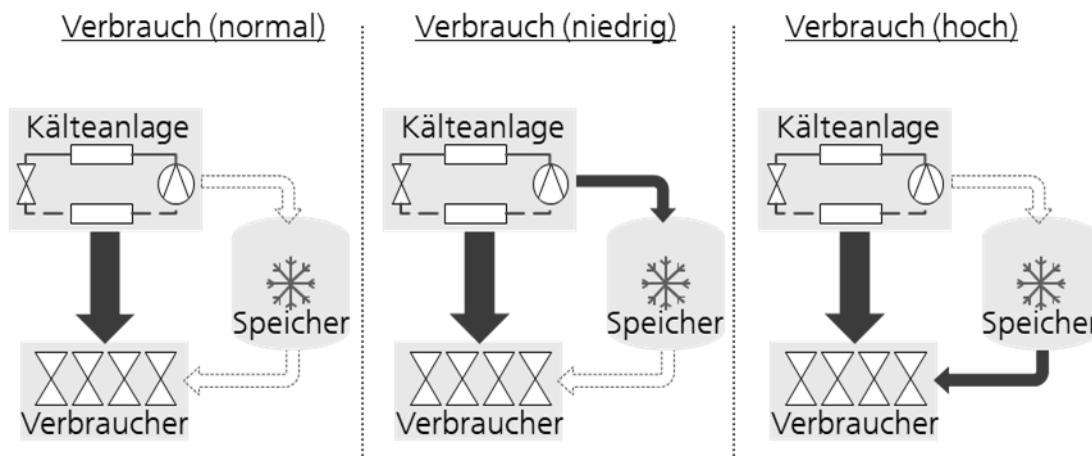 Verbrauch (normal)
Verbrauch (niedrig)
Verbrauch (hoch)
Kälteanlage
Speicher
Verbraucher
Kälteanlage
Speicher
Verbraucher
Kälteanlage
Speicher
Verbraucher